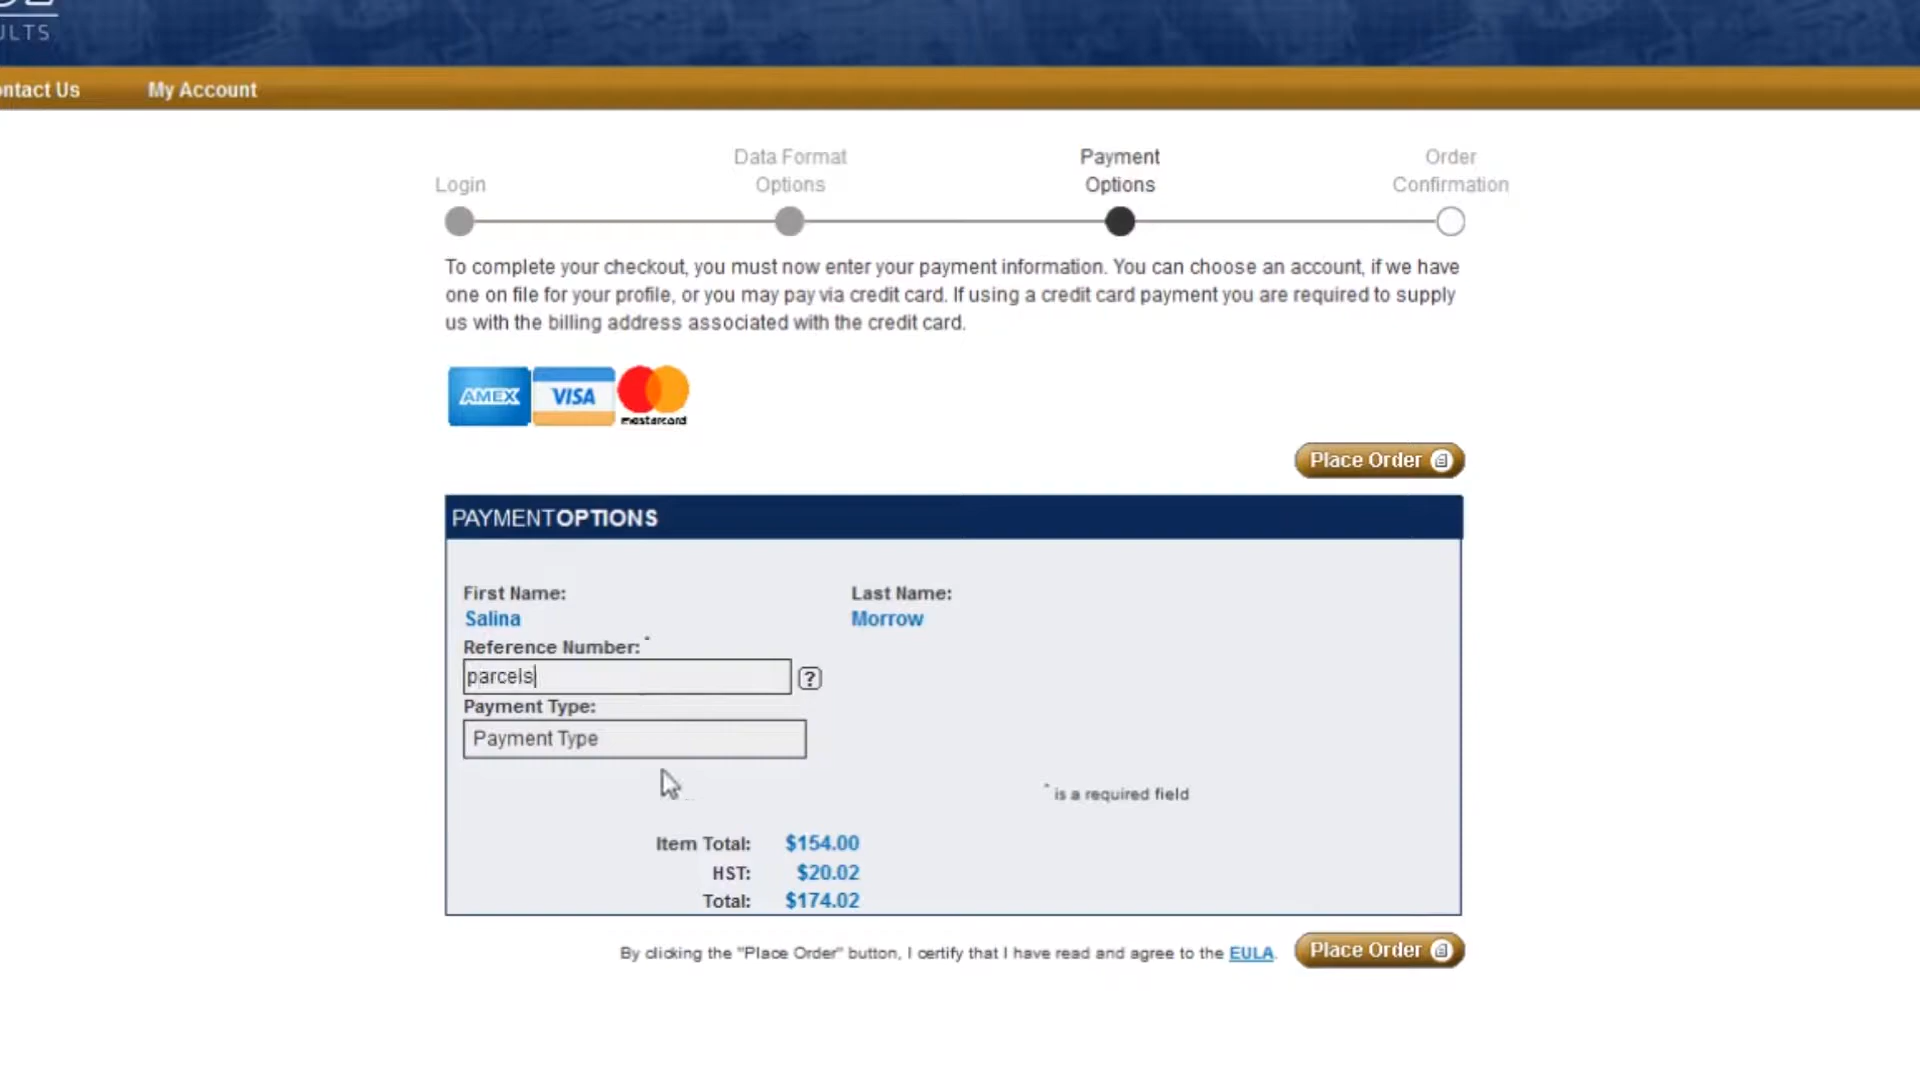 Contact Us My Account
Data Format Payment Order
Login Options Options Confirmation
To complete your checkout, you must now enter your payment information. You can choose an account, if we have
one on file for your profile, or you may pay via credit card. If using a credit card payment you are required to supply
us with the billing address associated with the credit card.
AMEX VISA
mastercard
Place Order
PAYMENTOPTIONS
First Name: Last Name:
Salina Morrow
Reference Number: *
parcels ?
Payment Type:
Payment Type
* is a required field
Item Total: $154.00
HST: $20.02
Total: $174.02
By clicking the "Place Order" button, I certify that I have read and agree to the EULA. Place Order